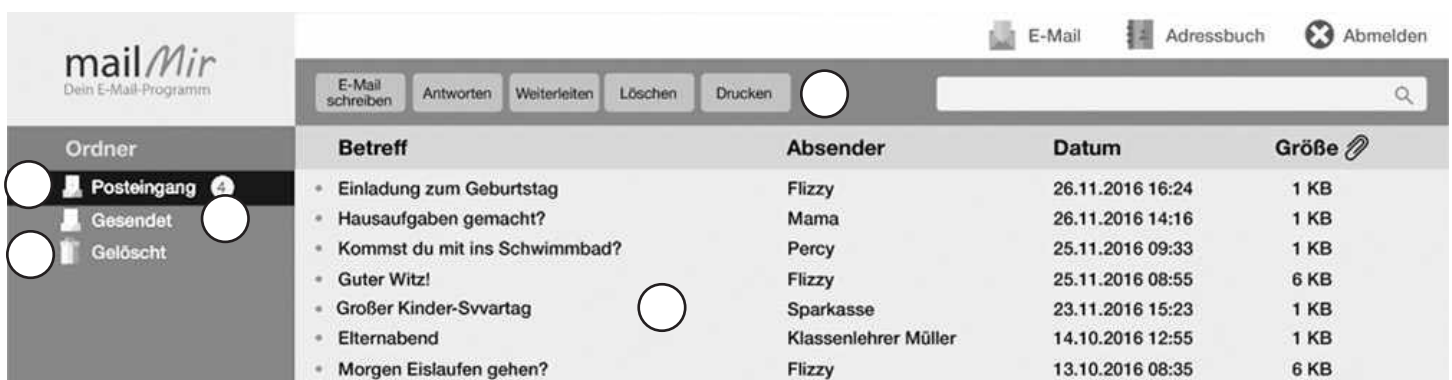 mailMir
Dein E-Mail-Programm
E-Mail Adressbuch Abmelden
E-Mail schreiben Antworten Weiterleiten Löschen Drucken
Ordner
Posteingang 4
Gesendet
Gelöscht
Betreff Absender Datum Größe
Einladung zum Geburtstag Flizzy 26.11.2016 16:24 1 KB
Hausaufgaben gemacht? Mama 26.11.2016 14:16 1 KB
Kommst du mit ins Schwimmbad? Percy 25.11.2016 09:33 1 KB
Guter Witz! Flizzy 25.11.2016 08:55 6 KB
Großer Kinder-Svvartag Sparkasse 23.11.2016 15:23 1 KB
Elternabend Klassenlehrer Müller 14.10.2016 12:55 1 KB
Morgen Eislaufen gehen? Flizzy 13.10.2016 08:35 6 KB